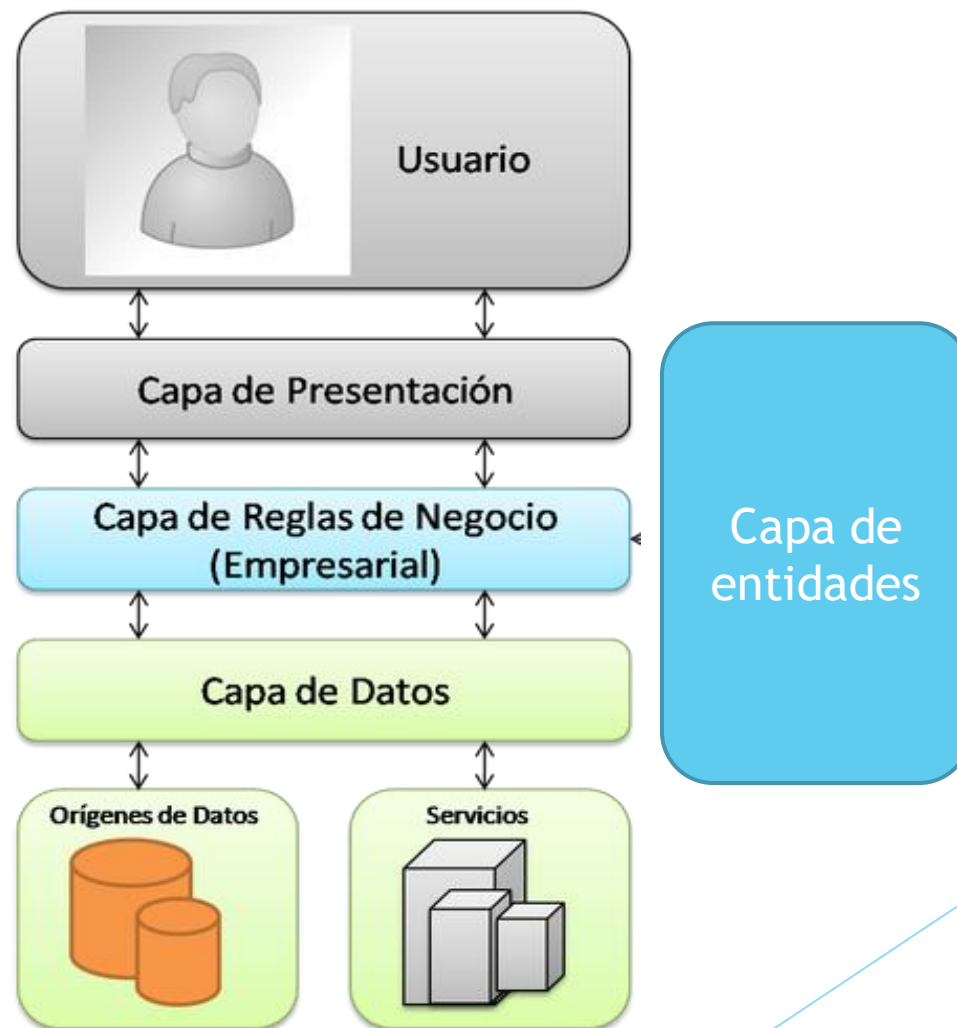 Usuario
Capa de Presentación
Capa de Reglas de Negocio
(Empresarial)
Capa de
entidades
Capa de Datos
Orígenes de Datos
Servicios